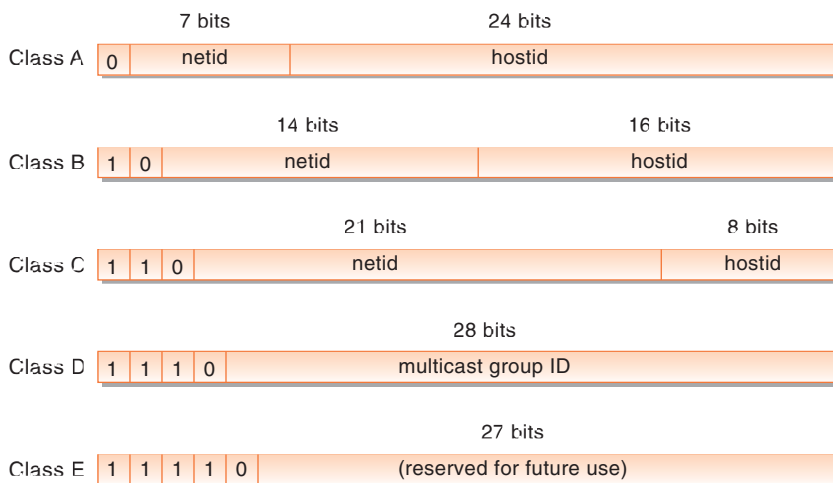 7 bits 24 bits
Class A 0 netid hostid
14 bits 16 bits
Class B 1 0 netid hostid
21 bits 8 bits
Class C 1 1 0 netid hostid
28 bits
Class D 1 1 1 0 multicast group ID
27 bits
Class E 1 1 1 1 0 (reserved for future use)